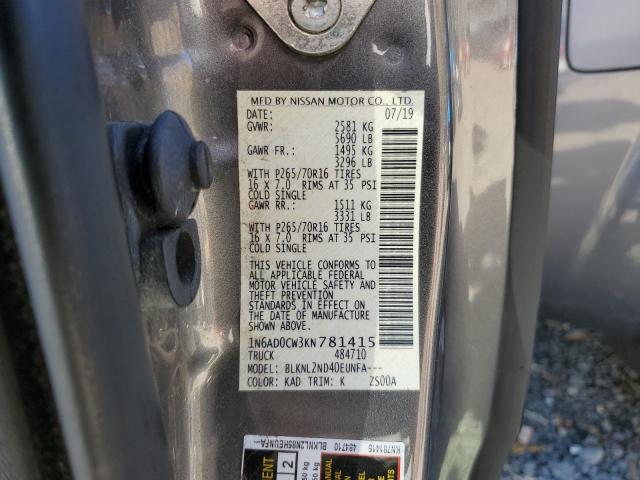 MFD BY NISSAN MOTOR CO., LTD.
DATE: 07/19
GVWR: 2581 KG
5690 LB
GAWR FR.: 1495 KG
3296 LB
WITH P265/70R16 TIRES
16 X 7.0 RIMS AT 35 PSI
COLD SINGLE
GAWR RR.: 1511 KG
3331 LB
WITH P265/70R16 TIRES
16 X 7.0 RIMS AT 35 PSI
COLD SINGLE
THIS VEHICLE CONFORMS TO
ALL APPLICABLE FEDERAL
MOTOR VEHICLE SAFETY AND
THEFT PREVENTION
STANDARDS IN EFFECT ON
THE DATE OF MANUFACTURE
SHOWN ABOVE.
1N6AD0CW3KN781415
TRUCK 484710
MODEL: BLKNL2ND40EUNFA---
COLOR: KAD TRIM: K ZS00A
484710
2